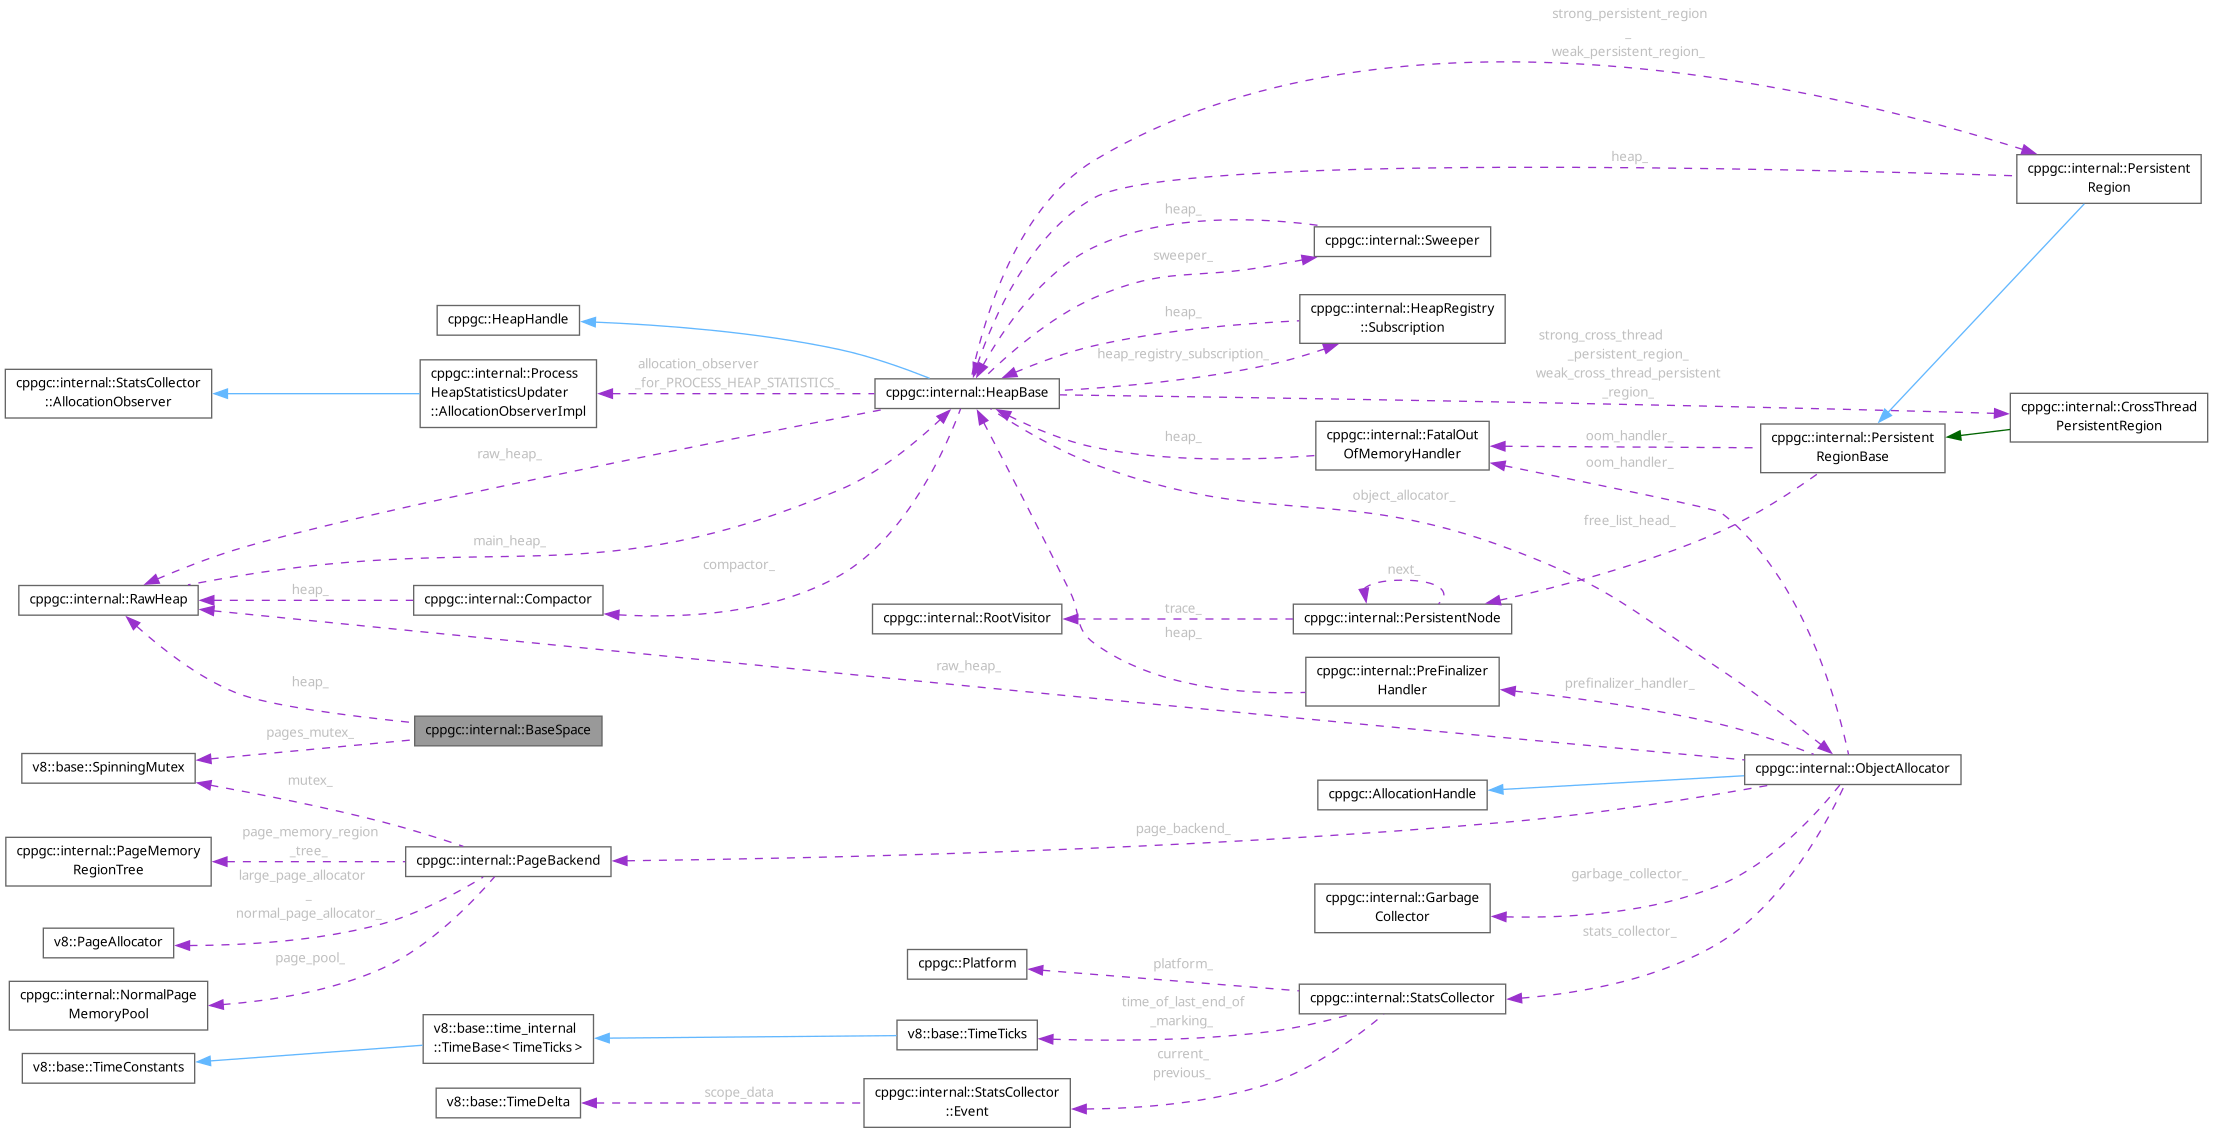 strong_persistent_region
_
weak_persistent_region_
heap_
cppgc::internal::Persistent
Region
heap_
cppgc::internal::Sweeper
sweeper_
cppgc::HeapHandle
heap_
cppgc::internal::HeapRegistry
::Subscription
heap_registry_subscription_
strong_cross_thread
_persistent_region_
weak_cross_thread_persistent
_region_
cppgc::internal::StatsCollector
::AllocationObserver
cppgc::internal::Process
HeapStatisticsUpdater
::AllocationObserverImpl
allocation_observer
_for_PROCESS_HEAP_STATISTICS_
cppgc::internal::HeapBase
cppgc::internal::CrossThread
PersistentRegion
raw_heap_
heap_
cppgc::internal::FatalOut
OfMemoryHandler
oom_handler_
oom_handler_
cppgc::internal::Persistent
RegionBase
object_allocator_
free_list_head_
main_heap_
compactor_
next_
cppgc::internal::RawHeap
heap_
cppgc::internal::Compactor
cppgc::internal::RootVisitor
trace_
cppgc::internal::PersistentNode
heap_
raw_heap_
cppgc::internal::PreFinalizer
Handler
prefinalizer_handler_
heap_
cppgc::internal::BaseSpace
pages_mutex_
v8::base::SpinningMutex
mutex_
cppgc::internal::ObjectAllocator
cppgc::AllocationHandle
page_backend_
cppgc::internal::PageMemory
RegionTree
page_memory_region
_tree_
cppgc::internal::PageBackend
large_page_allocator
_
normal_page_allocator_
v8::PageAllocator
garbage_collector_
cppgc::internal::Garbage
Collector
stats_collector_
page_pool_
cppgc::internal::NormalPage
MemoryPool
cppgc::Platform
platform_
cppgc::internal::StatsCollector
time_of_last_end_of
_marking_
v8::base::time_internal
::TimeBase< TimeTicks >
v8::base::TimeTicks
v8::base::TimeConstants
current_
previous_
v8::base::TimeDelta
scope_data
cppgc::internal::StatsCollector
::Event